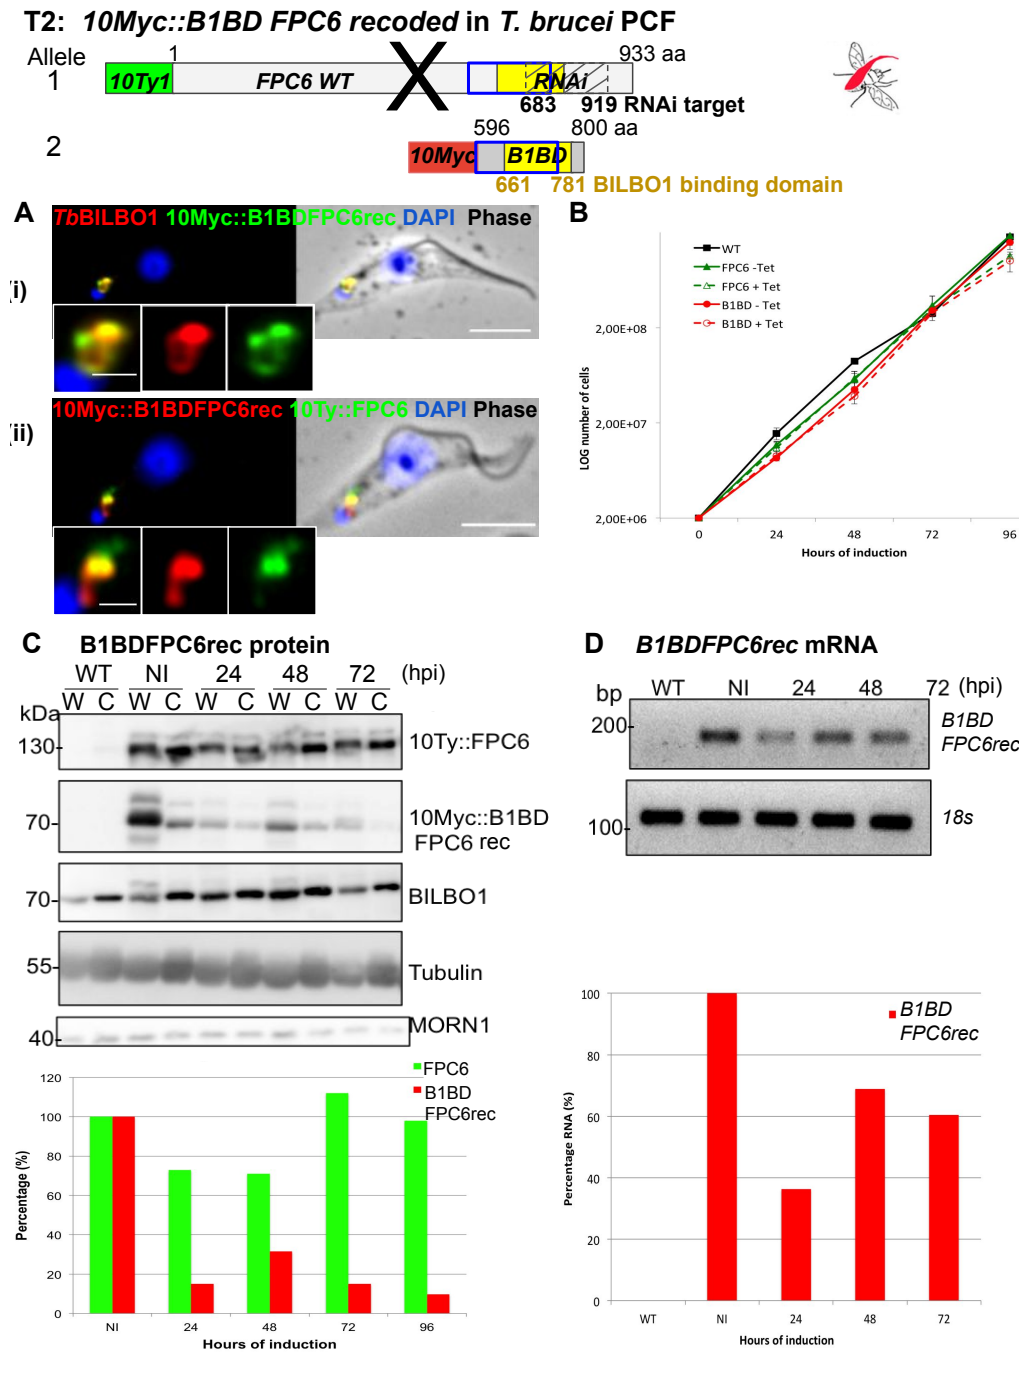 T2: 10Myc::B1BD FPC6 recoded in T. brucei PCF
Allele
1
933 aa
1
10Ty1
FPC6 WT
RNAi
683
919 RNAi target
596
800 aa
2
10Myc
B1BD
661
781 BILBO1 binding domain
A
TbBILBO1 10Myc::B1BDFPC6rec DAPI Phase
(i)
10Myc::B1BDFPC6rec 10Ty::FPC6 DAPI Phase
(ii)
B
WT
FPC6 -Tet
FPC6 + Tet
B1BD - Tet
B1BD + Tet
LOG number of cells
2,00E+08
2,00E+07
2,00E+06
0 24 48 72 96
Hours of induction
C B1BDFPC6rec protein
WT NI 24 48 72 (hpi)
W C W C W C W C W C
kDa
130
10Ty::FPC6
70
10Myc::B1BD
FPC6 rec
70
BILBO1
55
Tubulin
40
MORN1
FPC6
B1BD
FPC6rec
Percentage (%)
120
100
80
60
40
20
0
NI 24 48 72 96
Hours of induction
D B1BDFPC6rec mRNA
WT NI 24 48 72 (hpi)
bp
200
B1BD
FPC6rec
100
18s
B1BD
FPC6rec
Percentage RNA (%)
100
80
60
40
20
0
WT NI 24 48 72
Hours of induction